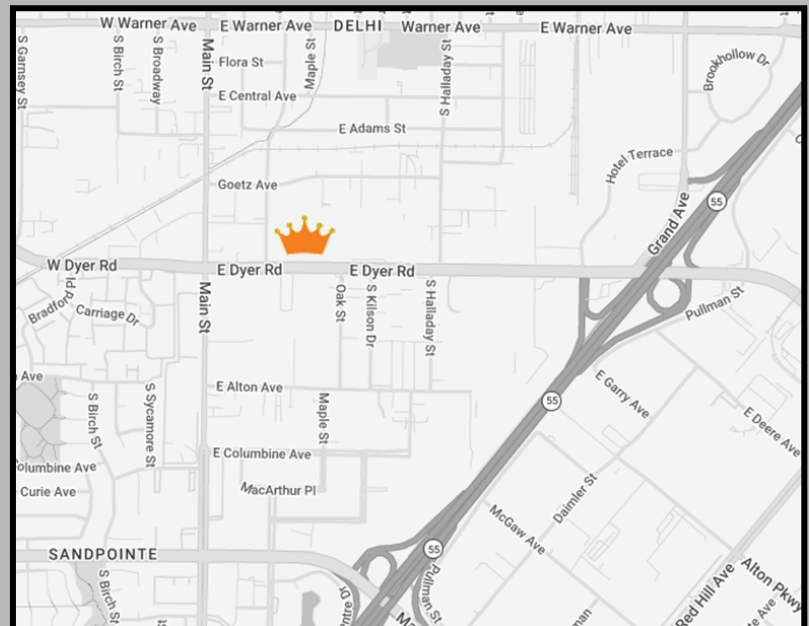 W Warner Ave
E Warner Ave
DELHI
Warner Ave
E Warner Ave
S Garnsey St
S Birch St
S Broadway
Main St
Flora St
Maple St
S Halladay St
Brookhollow Dr
E Central Ave
E Adams St
Hotel Terrace
Goetz Ave
55
Grand Ave
W Dyer Rd
E Dyer Rd
E Dyer Rd
Bradford Pl
Carriage Dr
Main St
Oak St
S Kilson Dr
S Halladay St
Pullman St
Ave
S Birch St
S Sycamore St
E Alton Ave
Maple St
55
E Garry Ave
E Deere Ave
olumbine Ave
E Columbine Ave
Curie Ave
MacArthur Pl
Daimler St
McGaw Ave
SANDPOINTE
55
S Birch St
Pullman St
Red Hill Ave
Alton Pkwy